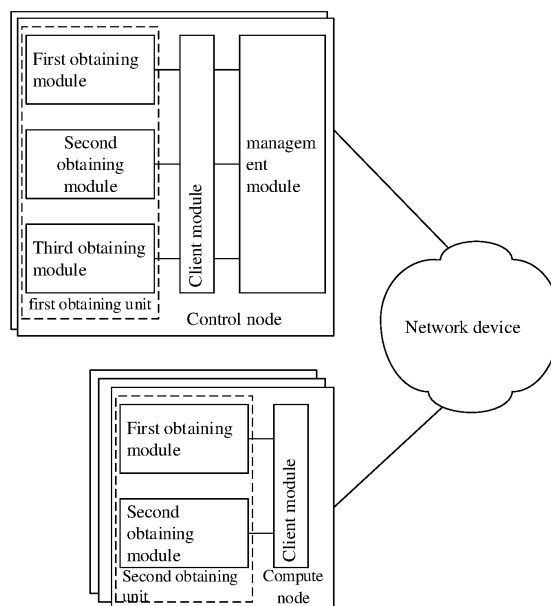 First obtaining
module
Second
obtaining
module
Third obtaining
module
first obtaining unit
Client module
managem
ent
module
Control node
Network device
First obtaining
module
Second
obtaining
module
Second obtaining
unit
Client module
Compute
node